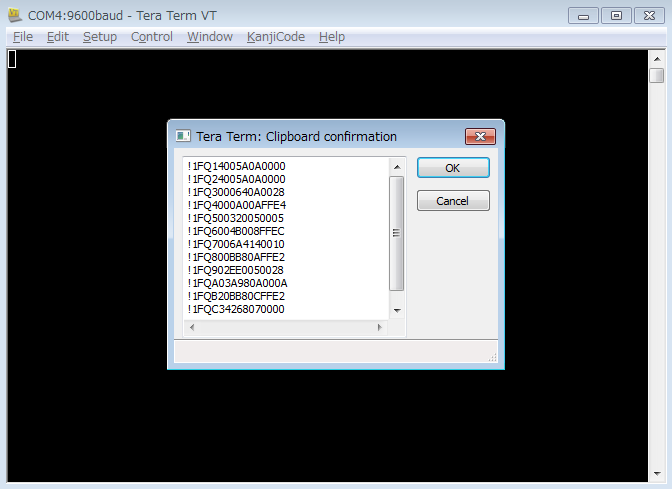 COM4:9600baud - Tera Term VT
File Edit Setup Control Window KanjiCode Help
Tera Term: Clipboard confirmation
!1FQ14005A0A0000
!1FQ24005A0A0000
!1FQ3000640A0028
!1FQ4000A00AFFE4
!1FQ500320050005
!1FQ6004B008FFEC
!1FQ7006A4140010
!1FQ800BB80AFFE2
!1FQ902EE0050028
!1FQA03A980A000A
!1FQB20BB80CFFE2
!1FQC34268070000
OK
Cancel